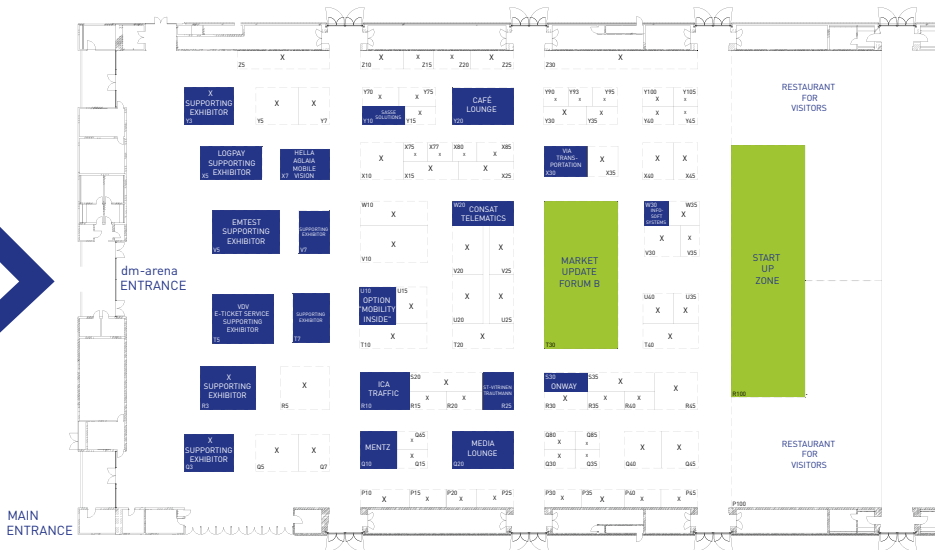 X
Z5
Z10
X
X
Z15
X
Z20
X
Z25
X
Z30
X
SUPPORTING
EXHIBITOR
Y3
X
Y5
X
Y7
Y70
X
Y75
X
SASSE
SOLUTIONS
Y10
X
Y15
CAFÉ
LOUNGE
Y20
Y90
X
Y93
X
Y95
X
X
Y30
X
Y35
Y100
X
Y105
X
X
Y40
X
Y45
RESTAURANT
FOR
VISITORS
LOGPAY
SUPPORTING
EXHIBITOR
X5
HELLA
AGLAIA
MOBILE
VISION
X7
X
X10
X75
X
X77
X
X80
X
X85
X
X
X15
X
X25
VIA
TRANS-
PORTATION
X30
X
X35
X
X40
X
X45
EMTEST
SUPPORTING
EXHIBITOR
V5
SUPPORTING
EXHIBITOR
V7
W10
X
X
V10
W20
CONSAT
TELEMATICS
X
V20
X
V25
MARKET
UPDATE
FORUM B
T30
W30
INFO-
SOFT
SYSTEMS
W35
X
X
V30
X
V35
START
UP
ZONE
R100
dm-arena
ENTRANCE
VDV
E-TICKET SERVICE
SUPPORTING
EXHIBITOR
T5
SUPPORTING
EXHIBITOR
T7
U10
OPTION
"MOBILITY
INSIDE"
U15
X
X
T10
X
U20
X
U25
X
T20
U40
X
U35
X
X
T40
X
SUPPORTING
EXHIBITOR
R3
X
R5
ICA
TRAFFIC
R10
S20
X
X
R15
X
R20
ST-VITRINEN
TRAUTMANN
R25
S30
ONWAY
S35
X
X
R30
X
R35
X
R40
X
R45
X
SUPPORTING
EXHIBITOR
Q3
X
Q5
X
Q7
MENTZ
Q10
Q65
X
X
Q15
MEDIA
LOUNGE
Q20
Q80
X
Q85
X
X
Q30
X
Q35
X
Q40
X
Q45
RESTAURANT
FOR
VISITORS
P10
X
P15
X
P20
X
P25
X
P30
X
P35
X
P40
X
P45
X
P100
MAIN
ENTRANCE